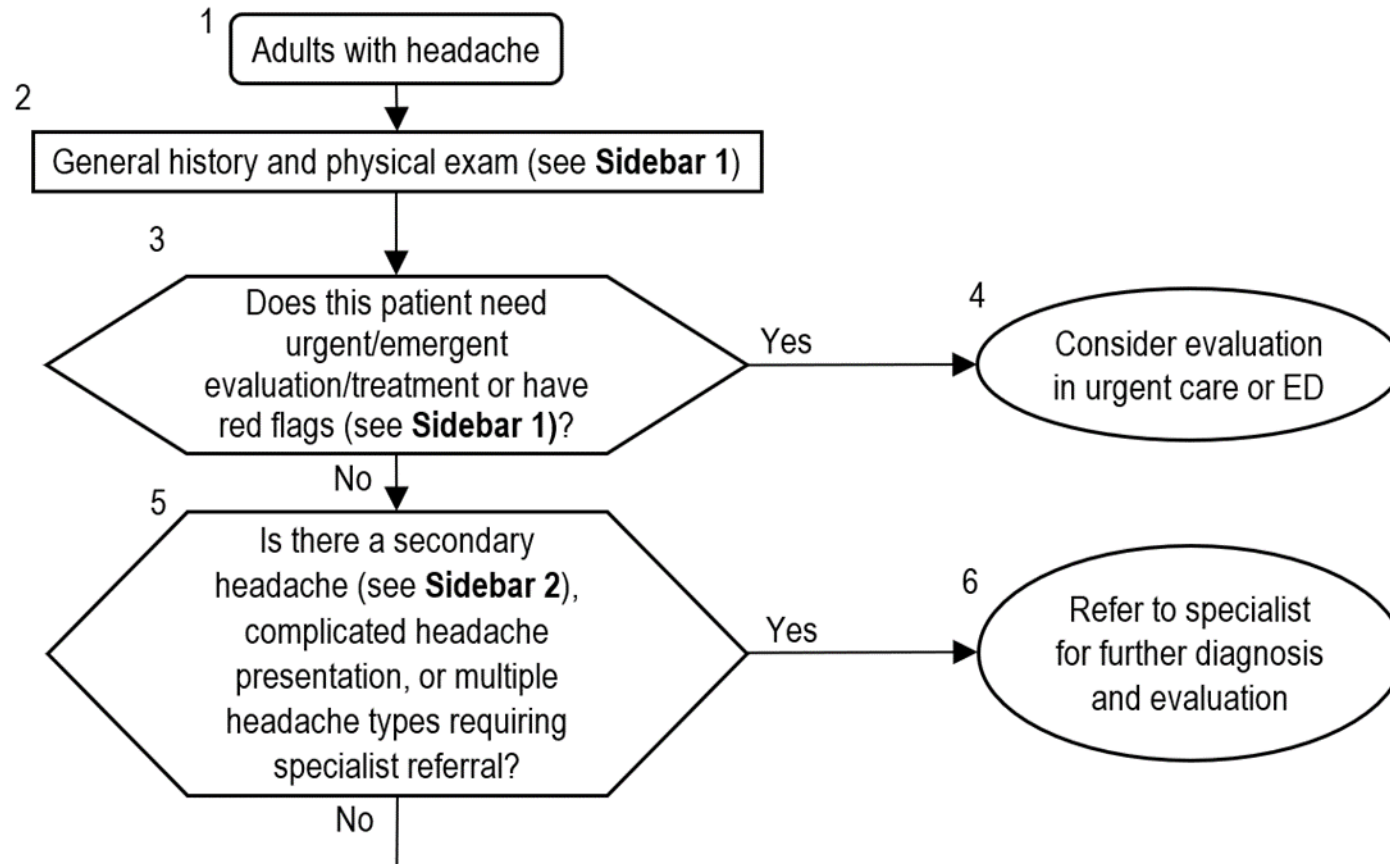 1
Adults with headache
2
General history and physical exam (see Sidebar 1)
3
Does this patient need
urgent/emergent
evaluation/treatment or have
red flags (see Sidebar 1)?
Yes
4
Consider evaluation
in urgent care or ED
No
5
Is there a secondary
headache (see Sidebar 2),
complicated headache
presentation, or multiple
headache types requiring
specialist referral?
Yes
6
Refer to specialist
for further diagnosis
and evaluation
No